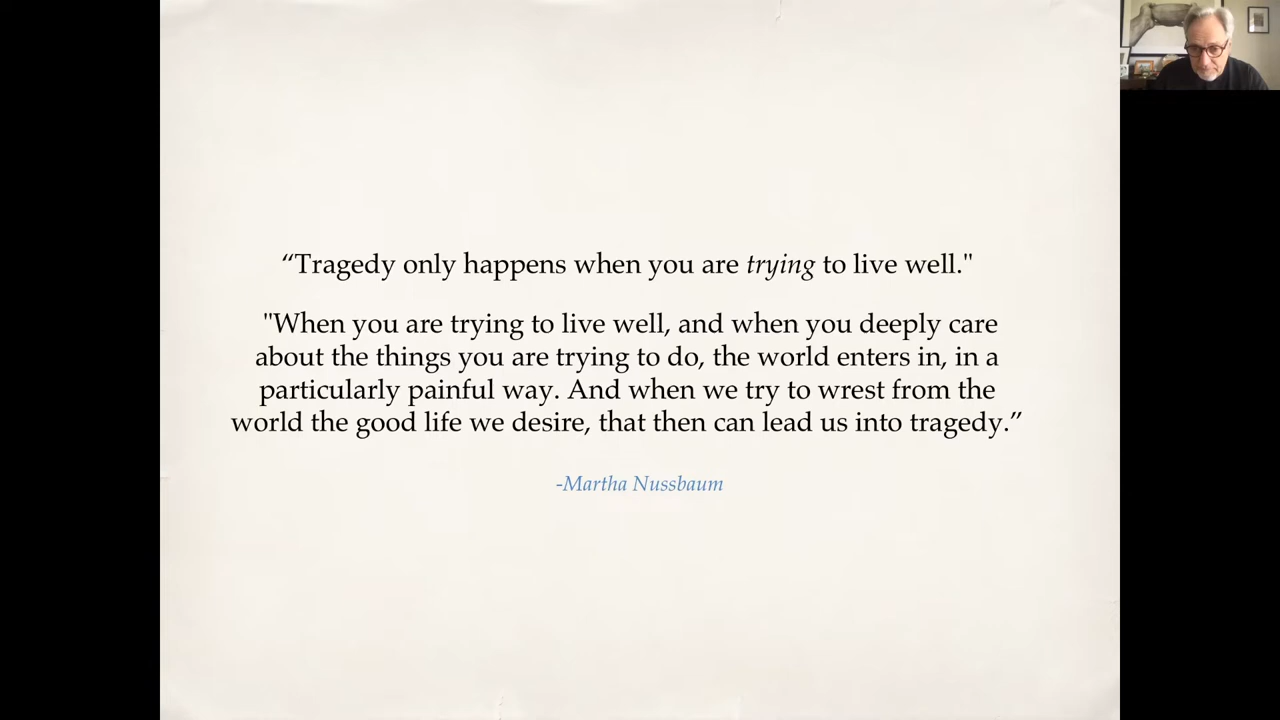 “Tragedy only happens when you are trying to live well."
"When you are trying to live well, and when you deeply care
about the things you are trying to do, the world enters in, in a
particularly painful way. And when we try to wrest from the
world the good life we desire, that then can lead us into tragedy.”
-Martha Nussbaum